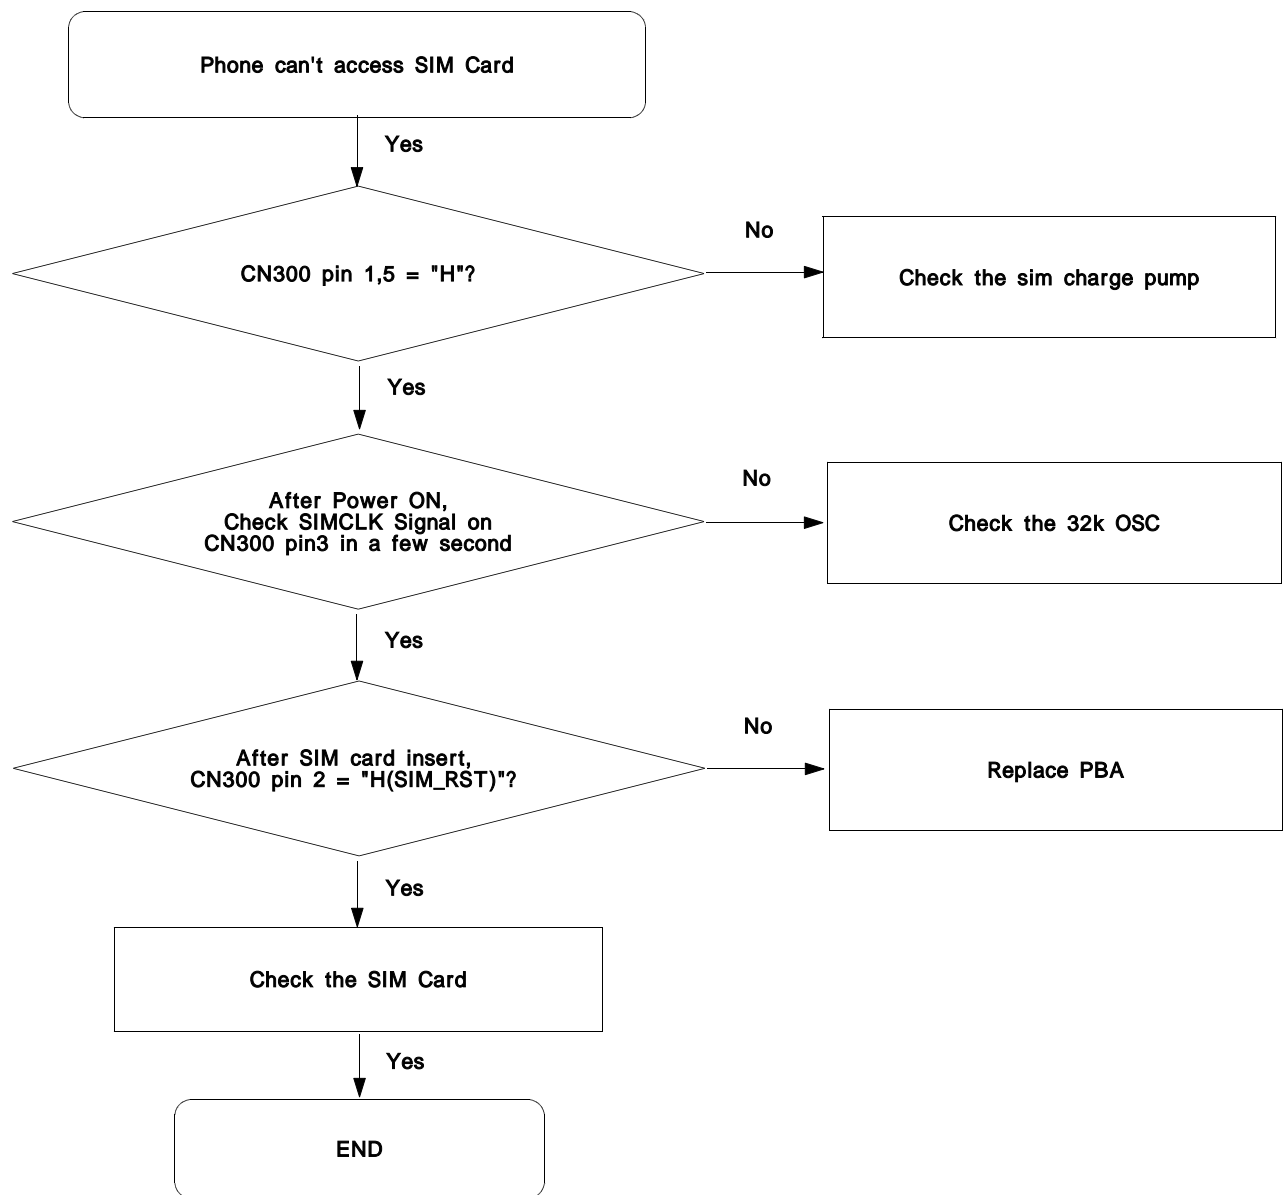 Phone can't access SIM Card
Yes
CN300 pin 1,5 = "H"?
No
Check the sim charge pump
Yes
After Power ON,
Check SIMCLK Signal on
CN300 pin3 in a few second
No
Check the 32k OSC
Yes
After SIM card insert,
CN300 pin 2 = "H(SIM_RST)"?
No
Replace PBA
Yes
Check the SIM Card
Yes
END